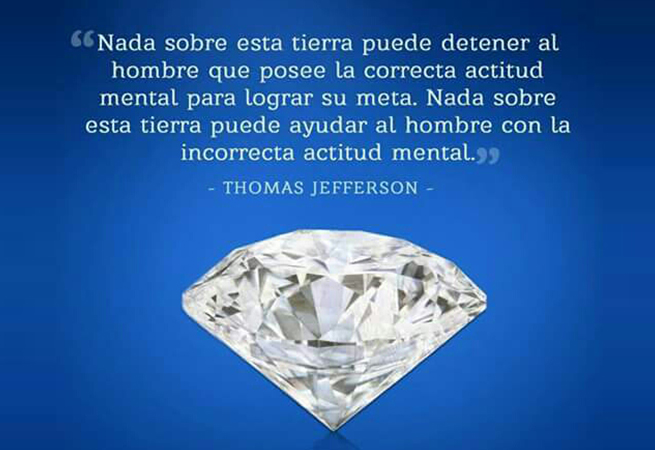 “Nada sobre esta tierra puede detener al
hombre que posee la correcta actitud
mental para lograr su meta. Nada sobre
esta tierra puede ayudar al hombre con la
incorrecta actitud mental.”
- THOMAS JEFFERSON -